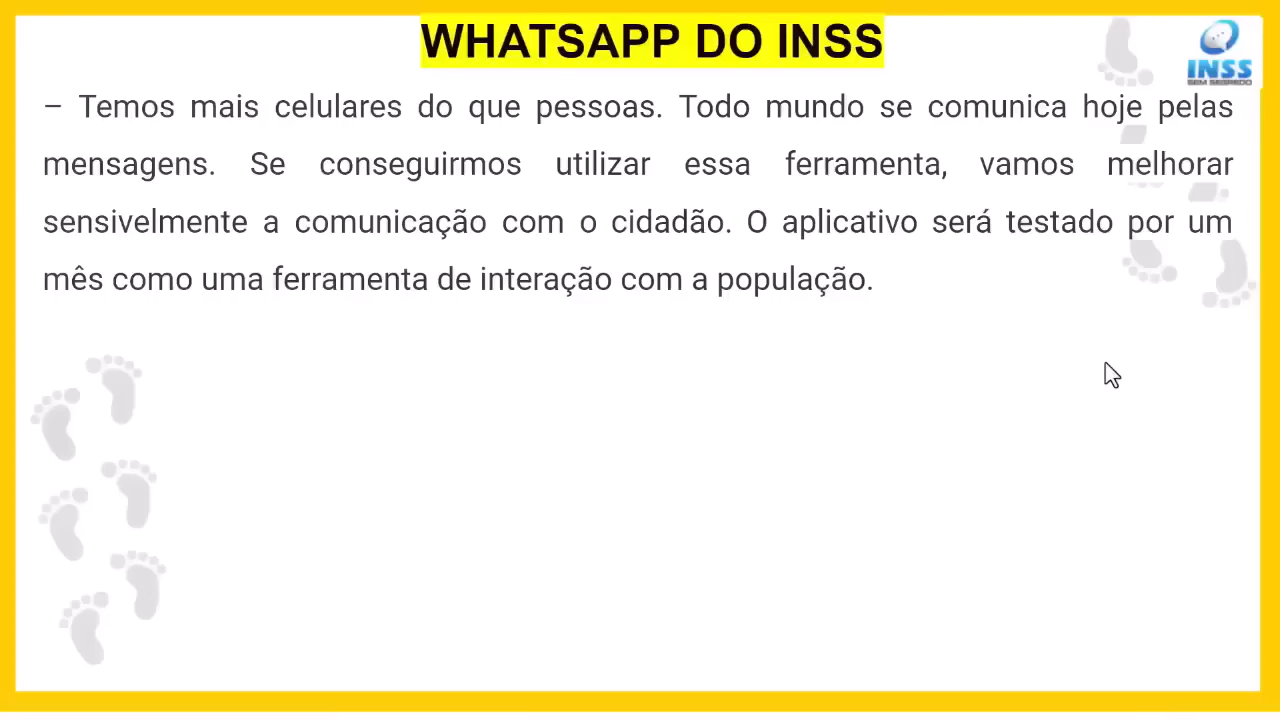 WHATSAPP DO INSS
INSS
SEM SEGREDO
– Temos mais celulares do que pessoas. Todo mundo se comunica hoje pelas
mensagens. Se conseguirmos utilizar essa ferramenta, vamos melhorar
sensivelmente a comunicação com o cidadão. O aplicativo será testado por um
mês como uma ferramenta de interação com a população.